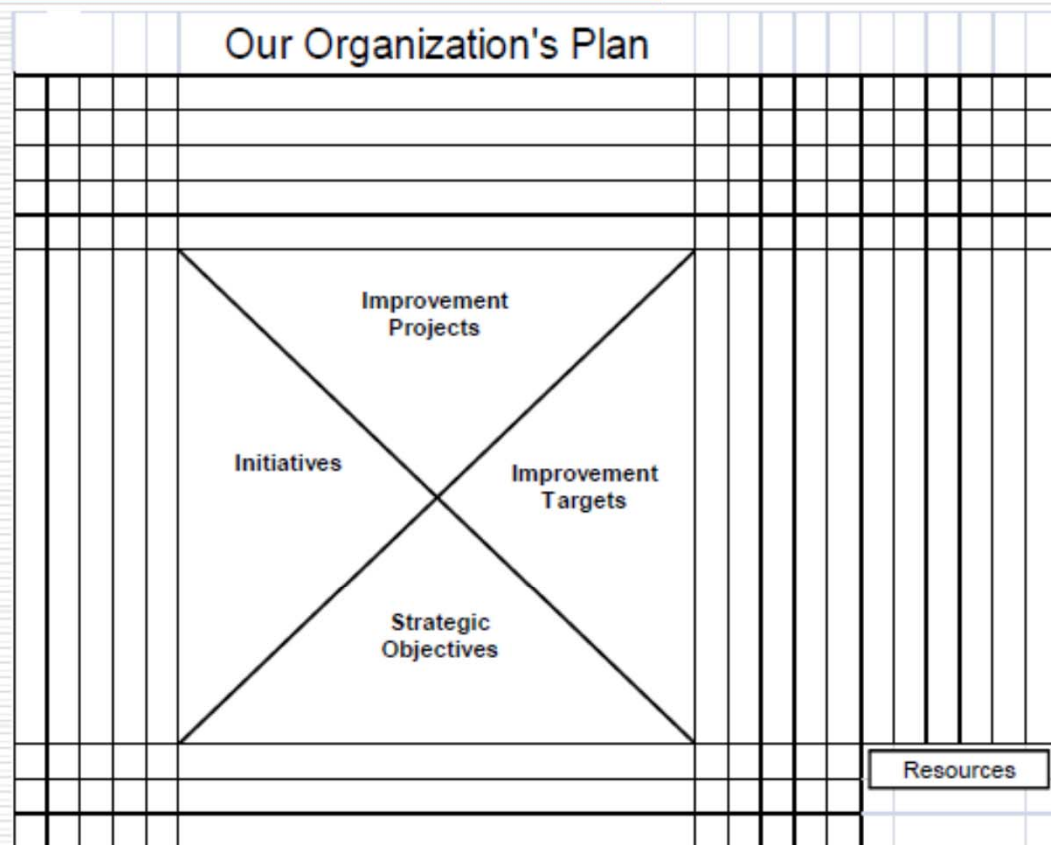 Our Organization's Plan
Improvement
Projects
Initiatives
Improvement
Targets
Strategic
Objectives
Resources